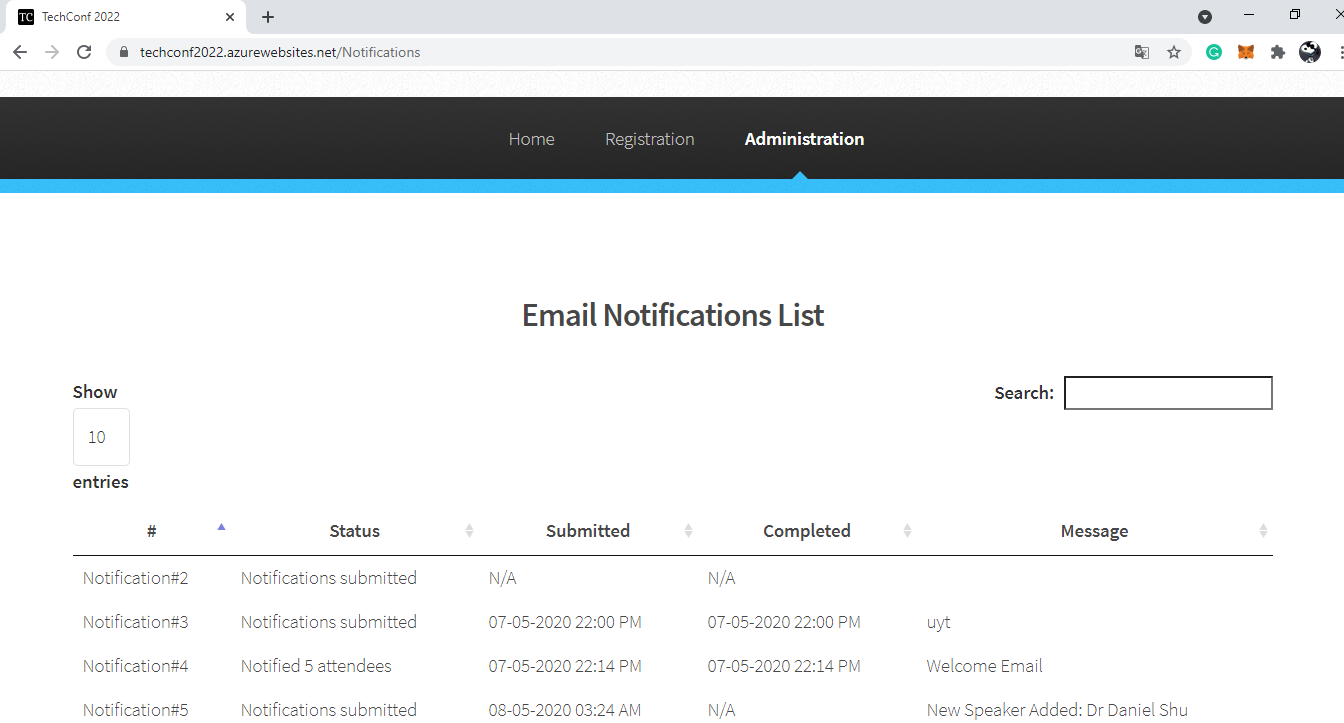 TC TechConf 2022
techconf2022.azurewebsites.net/Notifications
Home Registration Administration
Email Notifications List
Show
Search:
10
entries
# Status Submitted Completed Message
Notification#2 Notifications submitted N/A N/A
Notification#3 Notifications submitted 07-05-2020 22:00 PM 07-05-2020 22:00 PM uyt
Notification#4 Notified 5 attendees 07-05-2020 22:14 PM 07-05-2020 22:14 PM Welcome Email
Notification#5 Notifications submitted 08-05-2020 03:24 AM N/A New Speaker Added: Dr Daniel Shu